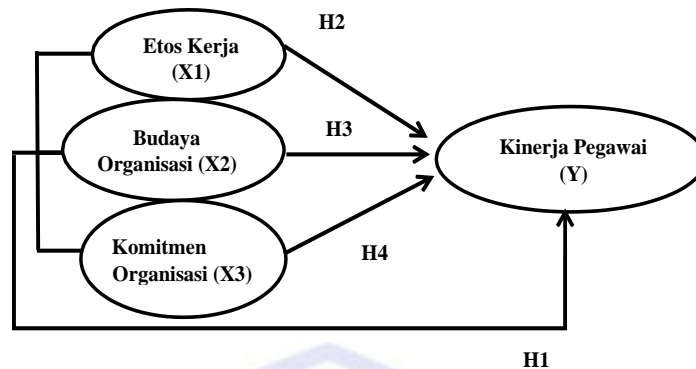 H2
Etos Kerja
(X1)
H3
Budaya
Organisasi (X2)
Kinerja Pegawai
(Y)
Komitmen
Organisasi (X3)
H4
H1